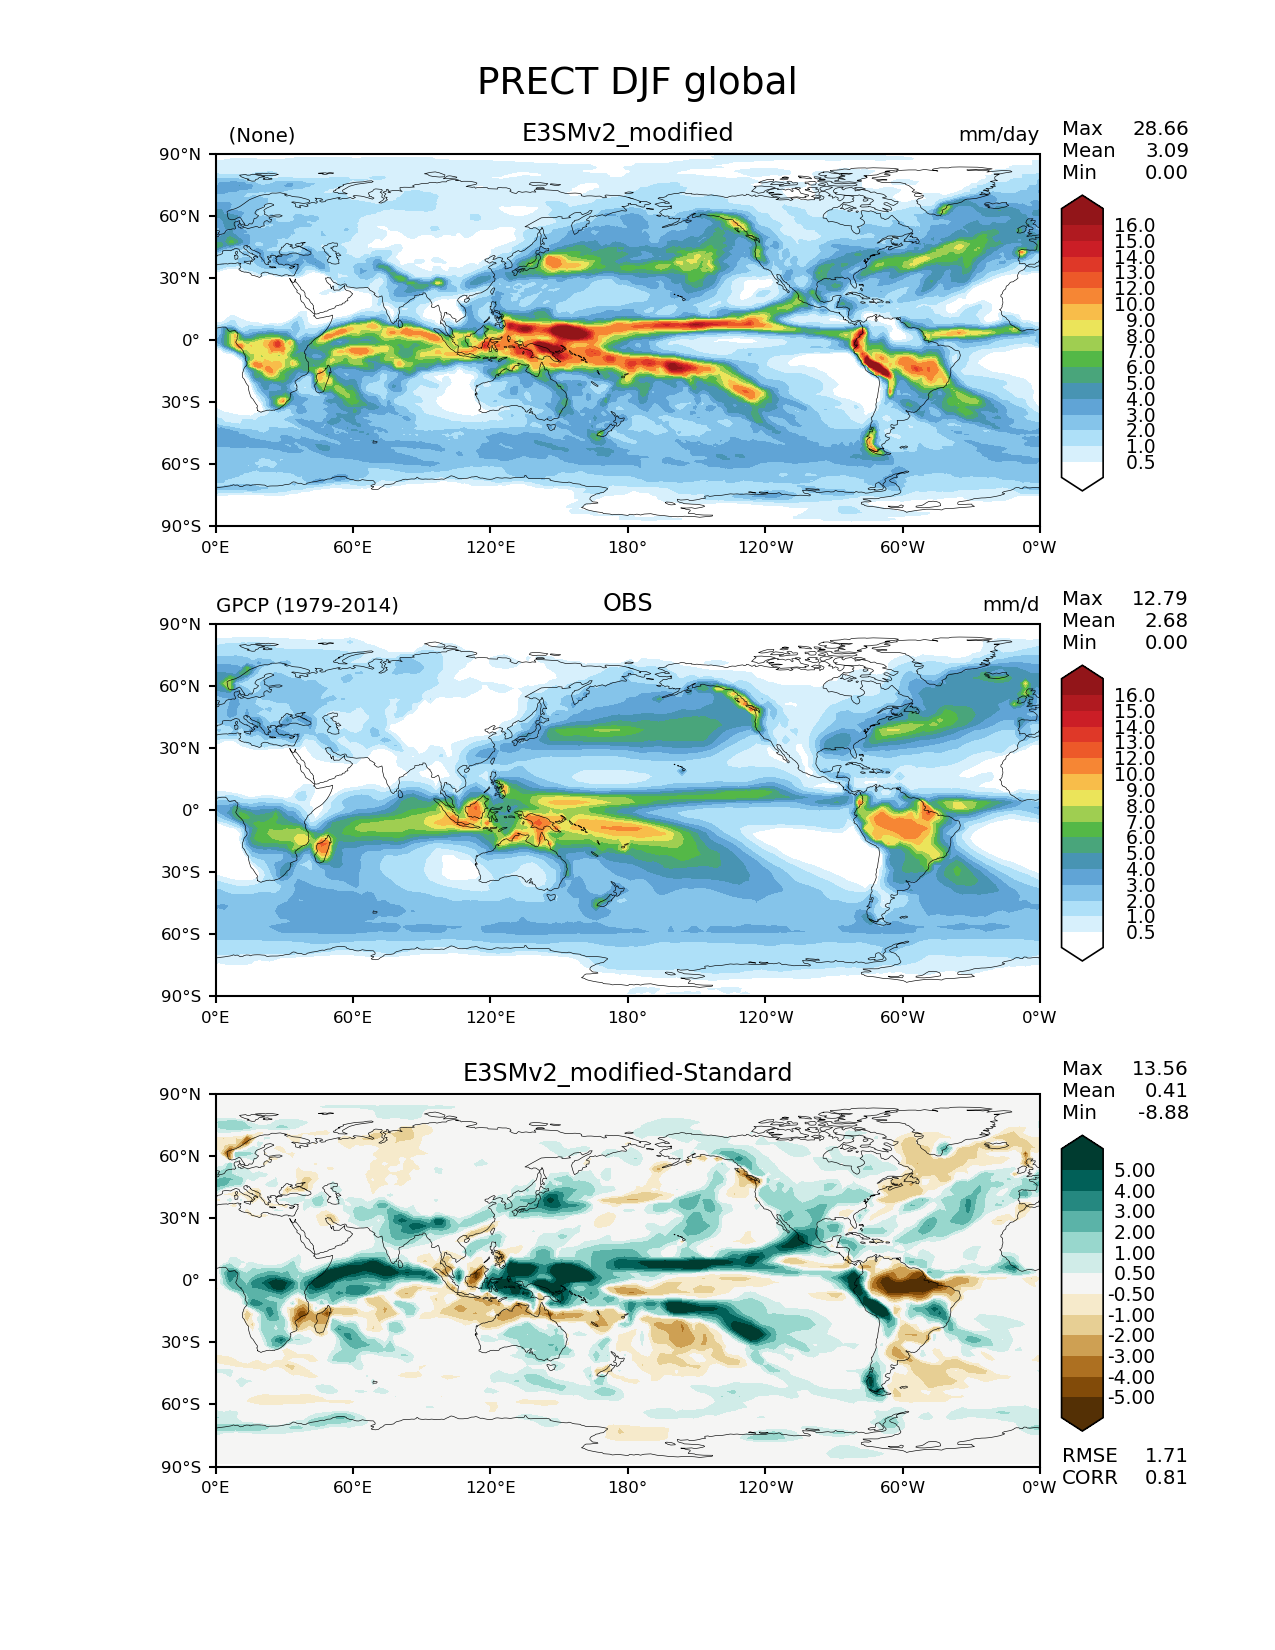 PRECT DJF global
(None) E3SMv2_modified mm/day
Max 28.66
Mean 3.09
Min 0.00
90°N
60°N
30°N
0°
30°S
60°S
90°S
0°E 60°E 120°E 180° 120°W 60°W 0°W
16.0
15.0
14.0
13.0
12.0
10.0
9.0
8.0
7.0
6.0
5.0
4.0
3.0
2.0
1.0
0.5
GPCP (1979-2014) OBS mm/d
Max 12.79
Mean 2.68
Min 0.00
90°N
60°N
30°N
0°
30°S
60°S
90°S
0°E 60°E 120°E 180° 120°W 60°W 0°W
16.0
15.0
14.0
13.0
12.0
10.0
9.0
8.0
7.0
6.0
5.0
4.0
3.0
2.0
1.0
0.5
E3SMv2_modified-Standard
Max 13.56
Mean 0.41
Min -8.88
90°N
60°N
30°N
0°
30°S
60°S
90°S
0°E 60°E 120°E 180° 120°W 60°W 0°W
5.00
4.00
3.00
2.00
1.00
0.50
-0.50
-1.00
-2.00
-3.00
-4.00
-5.00
RMSE 1.71
CORR 0.81